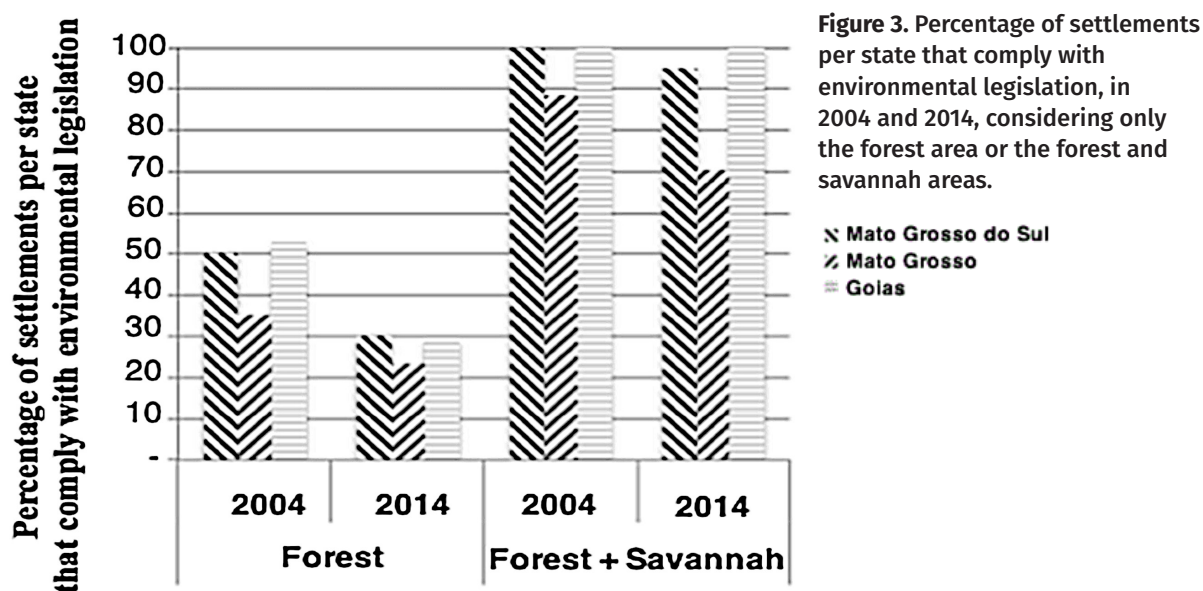 Percentage of settlements per state
that comply with environmental legislation
100
90
80
70
60
50
40
30
20
10
-
2004
2014
2004
2014
Forest
Forest + Savannah
Figure 3. Percentage of settlements
per state that comply with
environmental legislation, in
2004 and 2014, considering only
the forest area or the forest and
savannah areas.
Mato Grosso do Sul
Mato Grosso
Goias